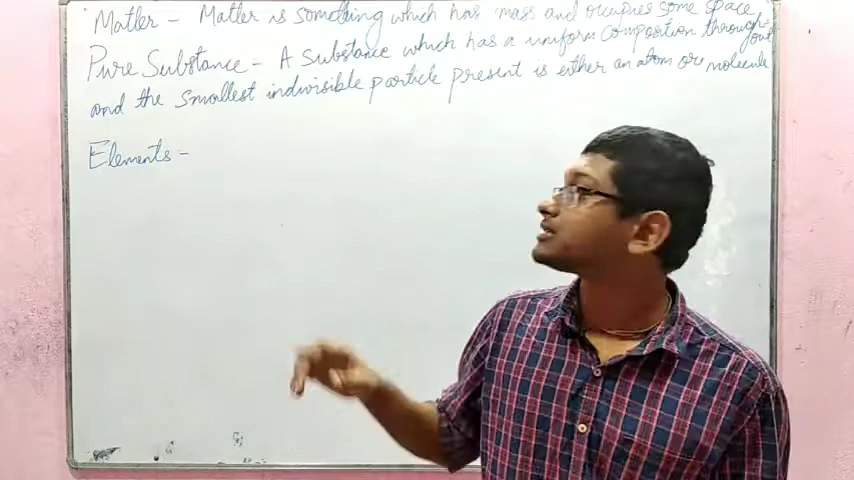 Matter - Matter is something which has mass and occupies some space.
Pure Substance - A substance which has a uniform composition throughout
and the smallest indivisible particle present is either an atom or molecule
Elements -